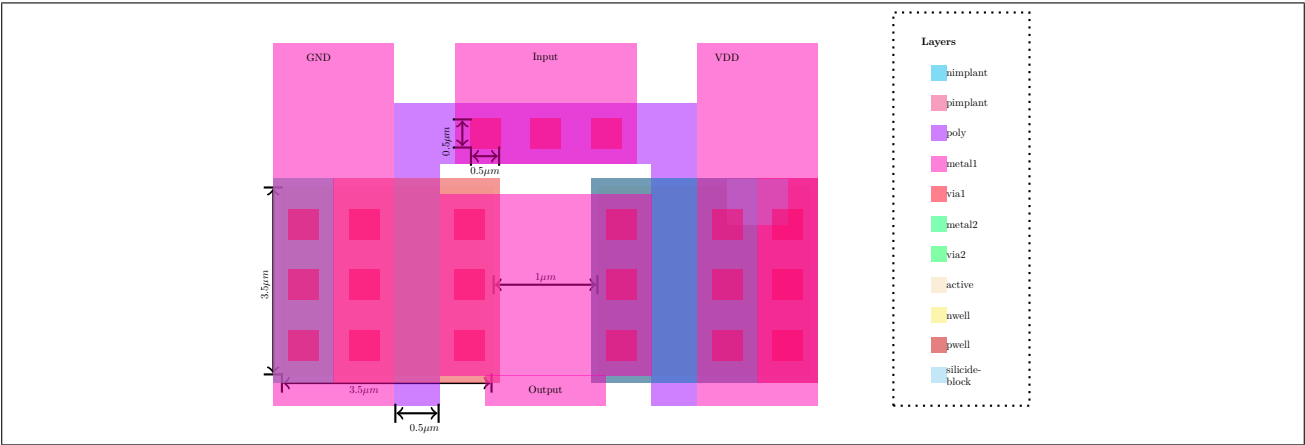 GND
Input
VDD
0.5μm
0.5μm
3.5μm
1μm
3.5μm
Output
0.5μm
Layers
nimplant
pimplant
poly
metal1
via1
metal2
via2
active
nwell
pwell
silicide-
block